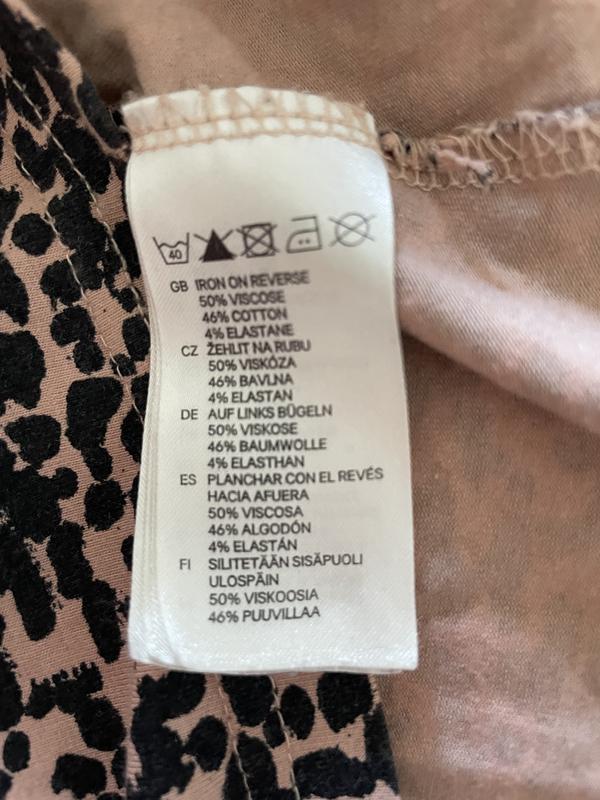 40
GB IRON ON REVERSE
50% VISCOSE
46% COTTON
4% ELASTANE
CZ ŽEHLIT NA RUBU
50% VISKÓZA
46% BAVLNA
4% ELASTAN
DE AUF LINKS BÜGELN
50% VISKOSE
46% BAUMWOLLE
4% ELASTHAN
ES PLANCHAR CON EL REVÉS
HACIA AFUERA
50% VISCOSA
46% ALGODÓN
4% ELASTÁN
FI SILITETÄÄN SISÄPUOLI
ULOSPÄIN
50% VISKOOSIA
46% PUUVILLAA